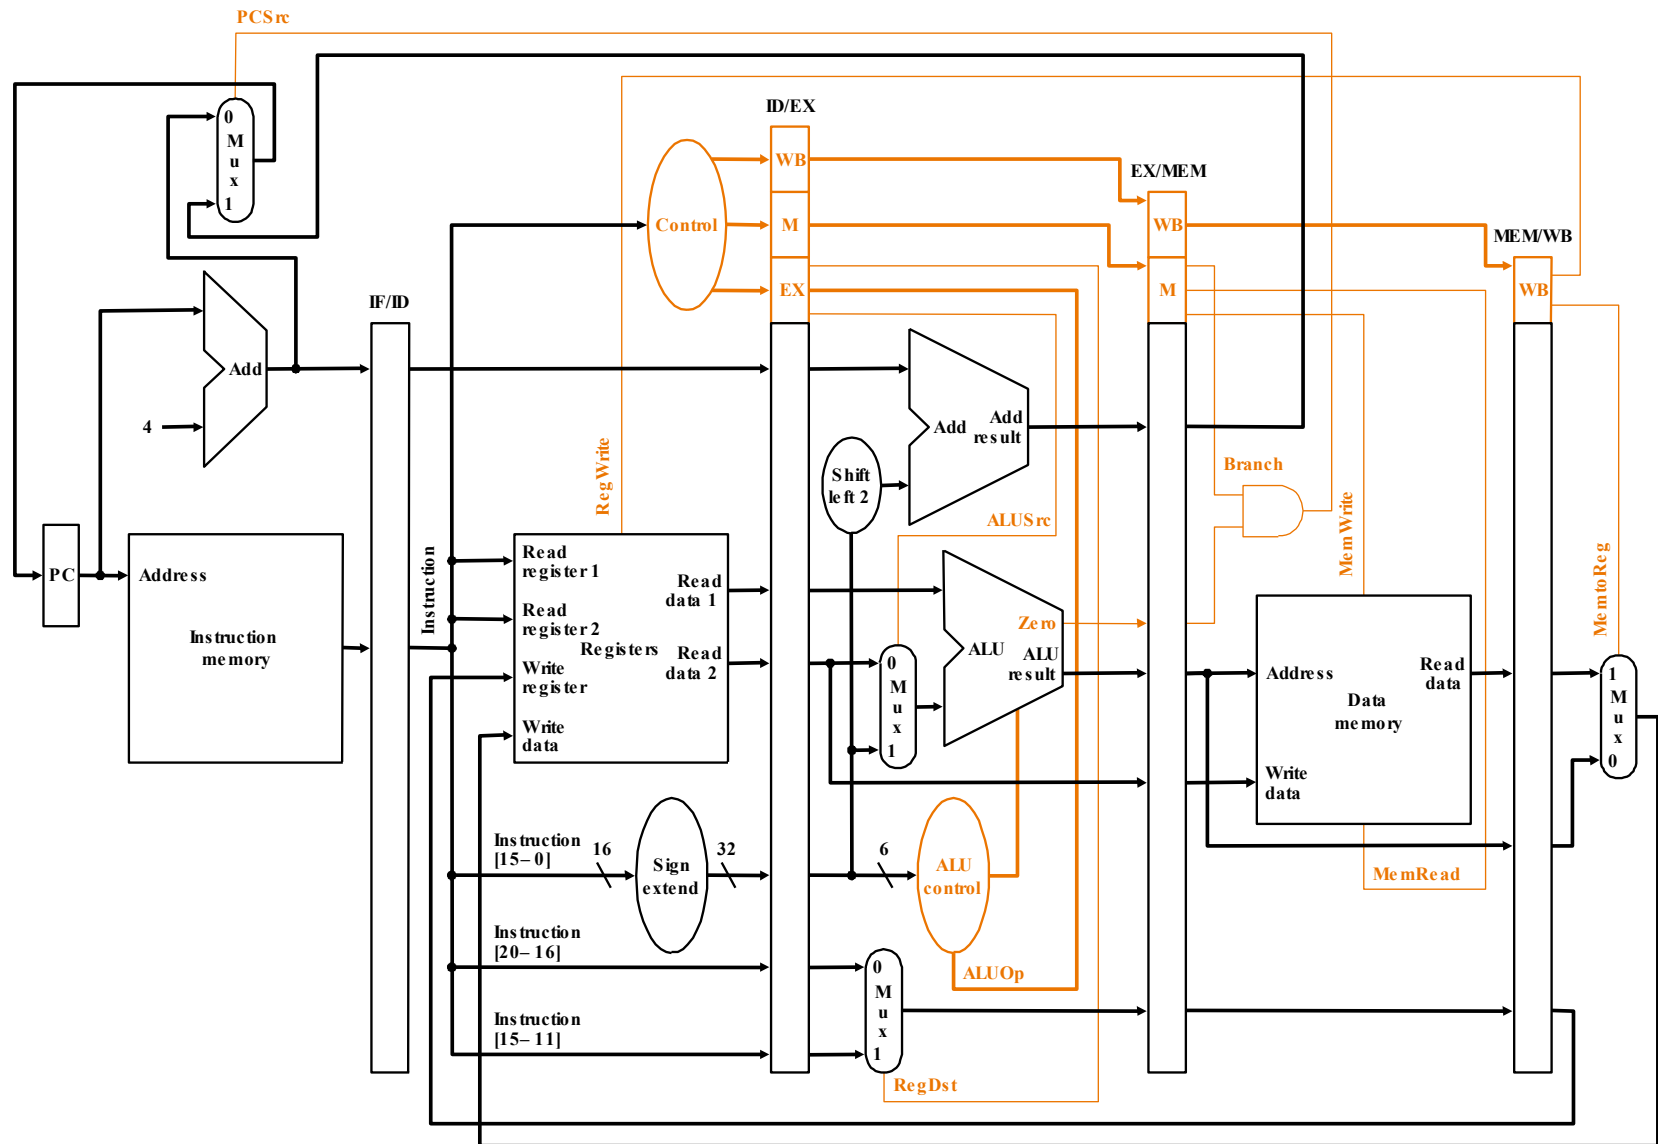 PCSrc
0
M
u
x
1
ID/EX
WB
M
EX
Control
EX/MEM
WB
M
MEM/WB
WB
IF/ID
Add
4
Add
Add
result
Shift
left 2
RegWrite
ALUSrc
Branch
MemWrite
MemtoReg
PC
Address
Instruction
memory
Instruction
Read
register 1
Read
register 2
Registers
Write
register
Write
data
Read
data 1
Read
data 2
0
M
u
x
1
Zero
ALU
ALU
result
Address
Read
data
Data
memory
Write
data
1
M
u
x
0
Instruction
[15–0]
16
Sign
extend
32
6
ALU
control
MemRead
Instruction
[20–16]
0
M
u
x
1
ALUOp
Instruction
[15–11]
RegDst